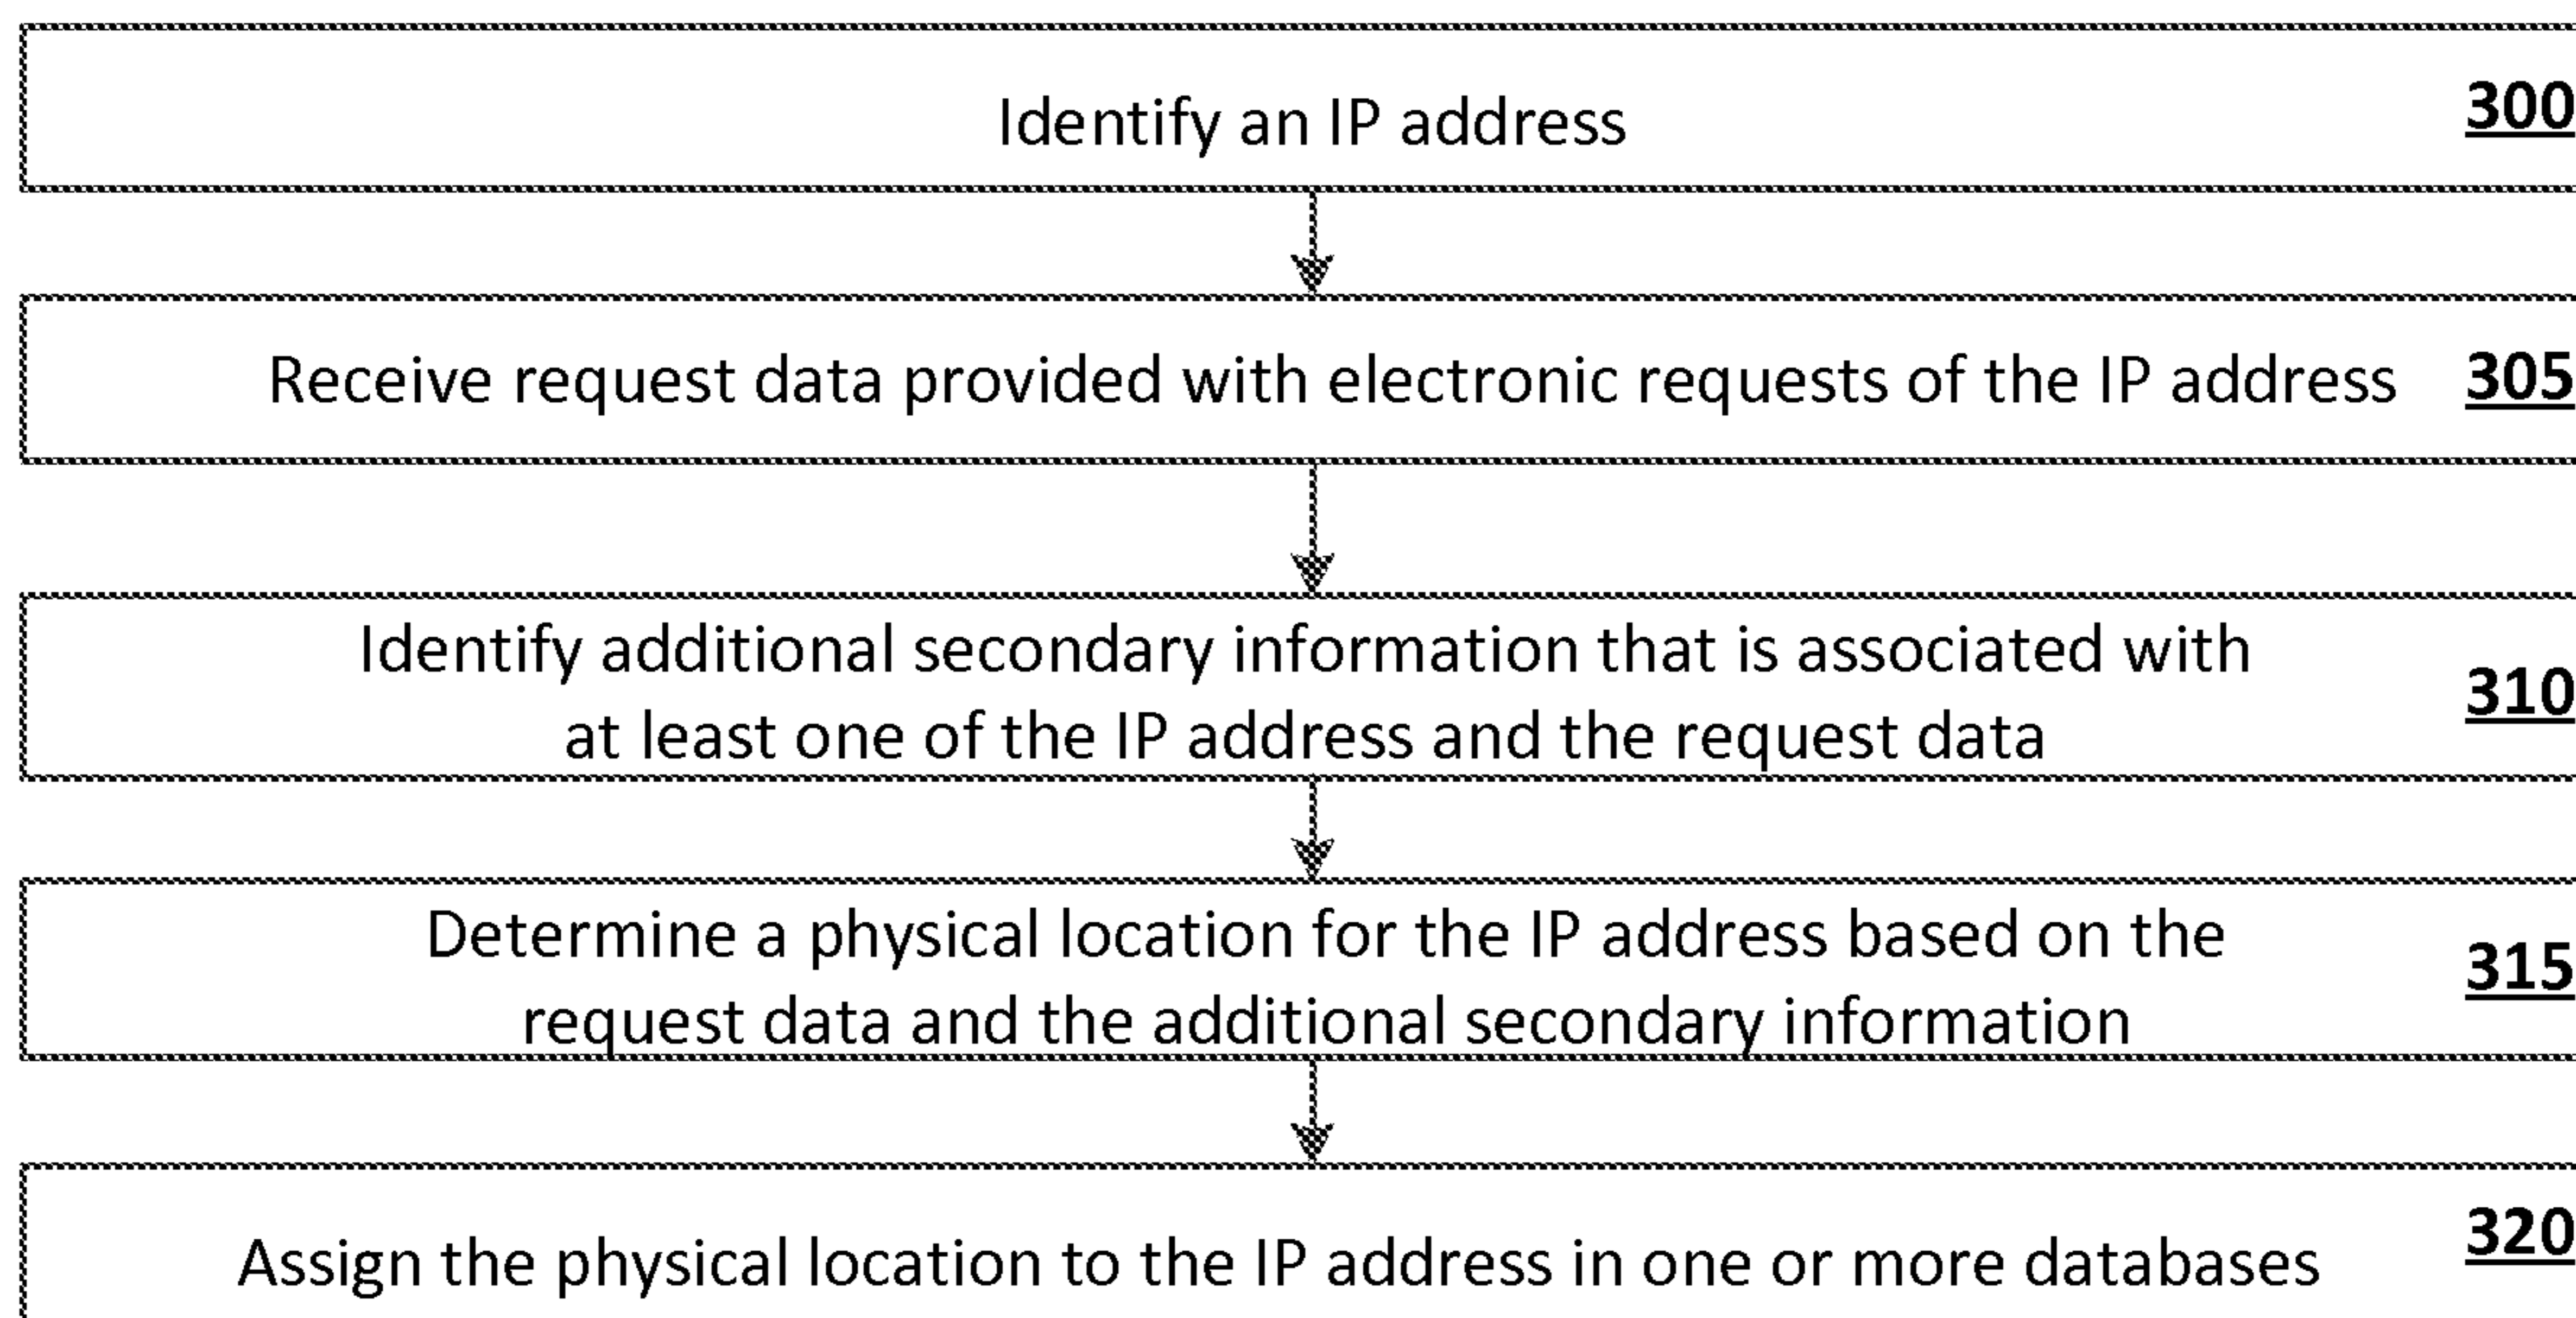 Identify an IP address 300
Receive request data provided with electronic requests of the IP address 305
Identify additional secondary information that is associated with
at least one of the IP address and the request data 310
Determine a physical location for the IP address based on the
request data and the additional secondary information 315
Assign the physical location to the IP address in one or more databases 320